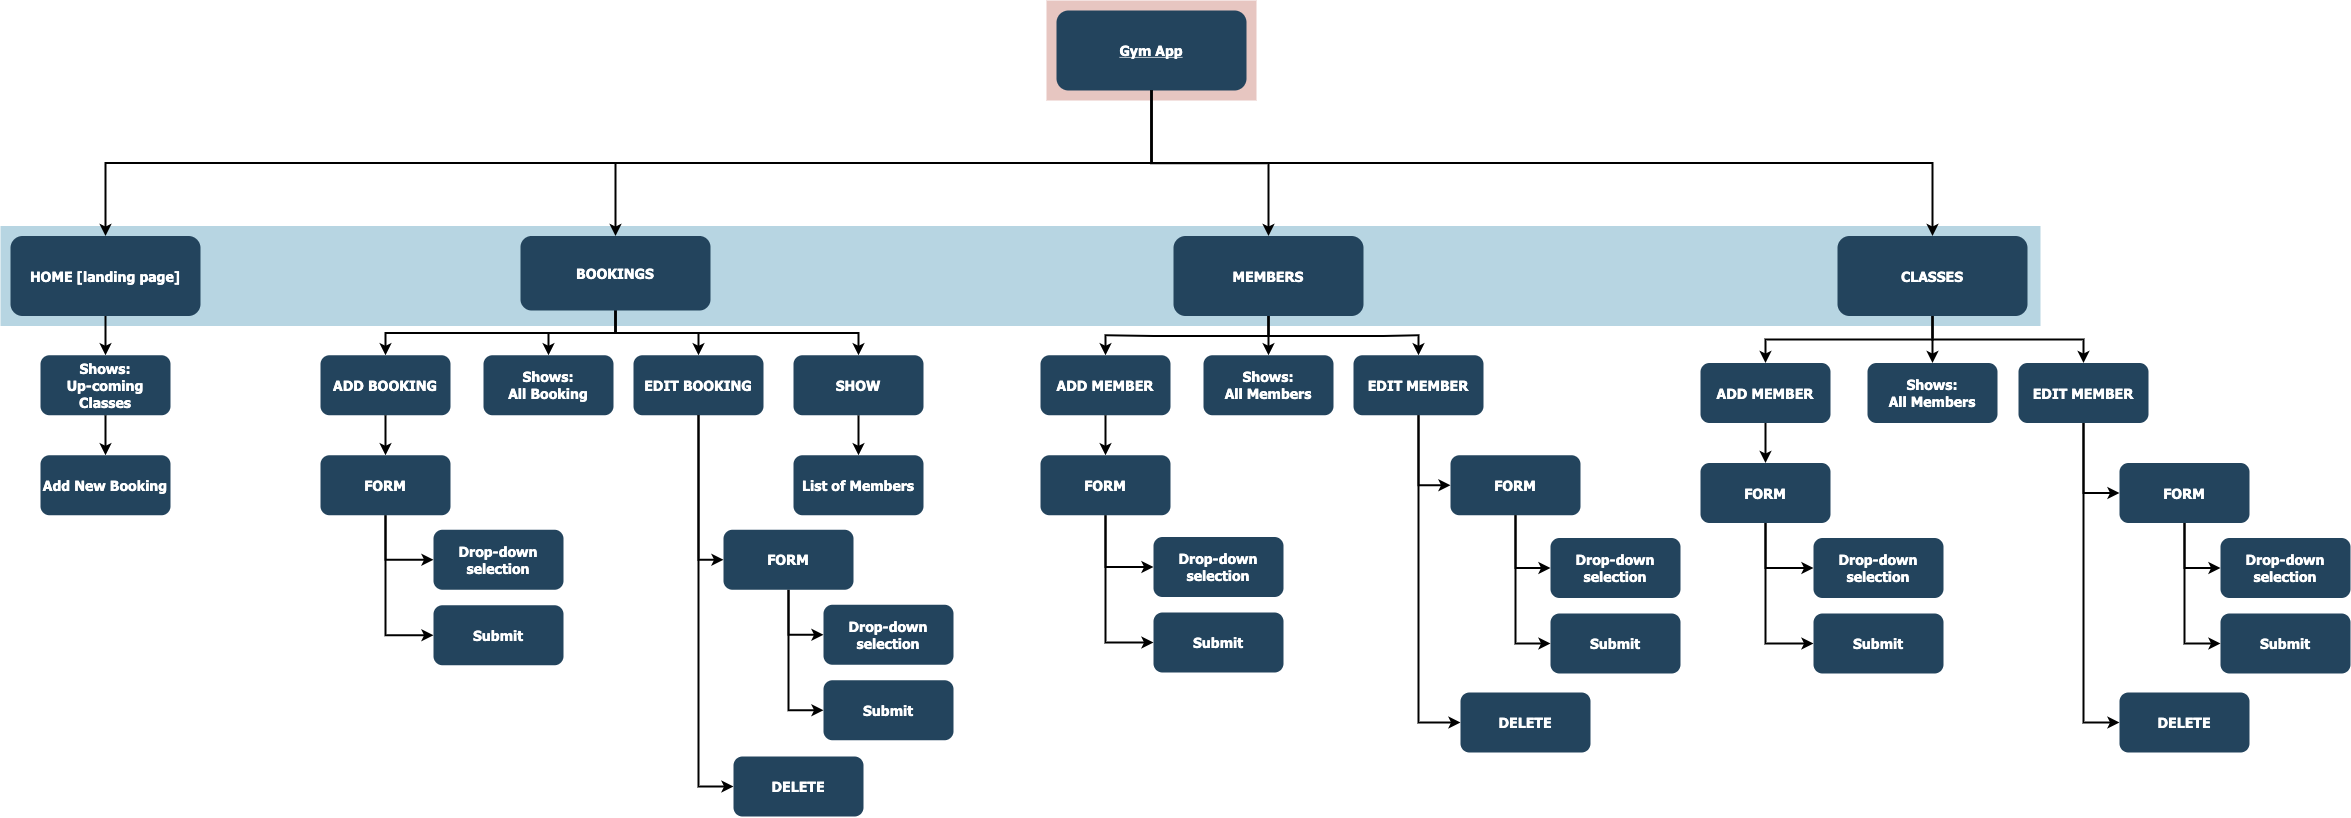 Gym App
HOME [landing page]
BOOKINGS
MEMBERS
CLASSES
Shows:
Up-coming
Classes
Add New Booking
ADD BOOKING
Shows:
All Booking
EDIT BOOKING
SHOW
FORM
List of Members
Drop-down
selection
Submit
FORM
Drop-down
selection
Submit
DELETE
ADD MEMBER
Shows:
All Members
EDIT MEMBER
FORM
Drop-down
selection
Submit
FORM
Drop-down
selection
Submit
DELETE
ADD MEMBER
Shows:
All Members
EDIT MEMBER
FORM
Drop-down
selection
Submit
FORM
Drop-down
selection
Submit
DELETE